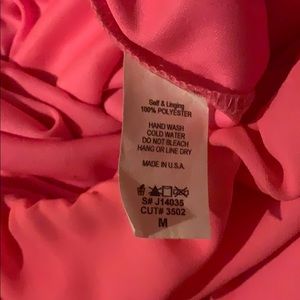 Self & Linging
100% POLYESTER
HAND WASH
COLD WATER
DO NOT BLEACH
HANG OR LINE DRY
MADE IN U.S.A.
S# J14035
CUT# 3502
M